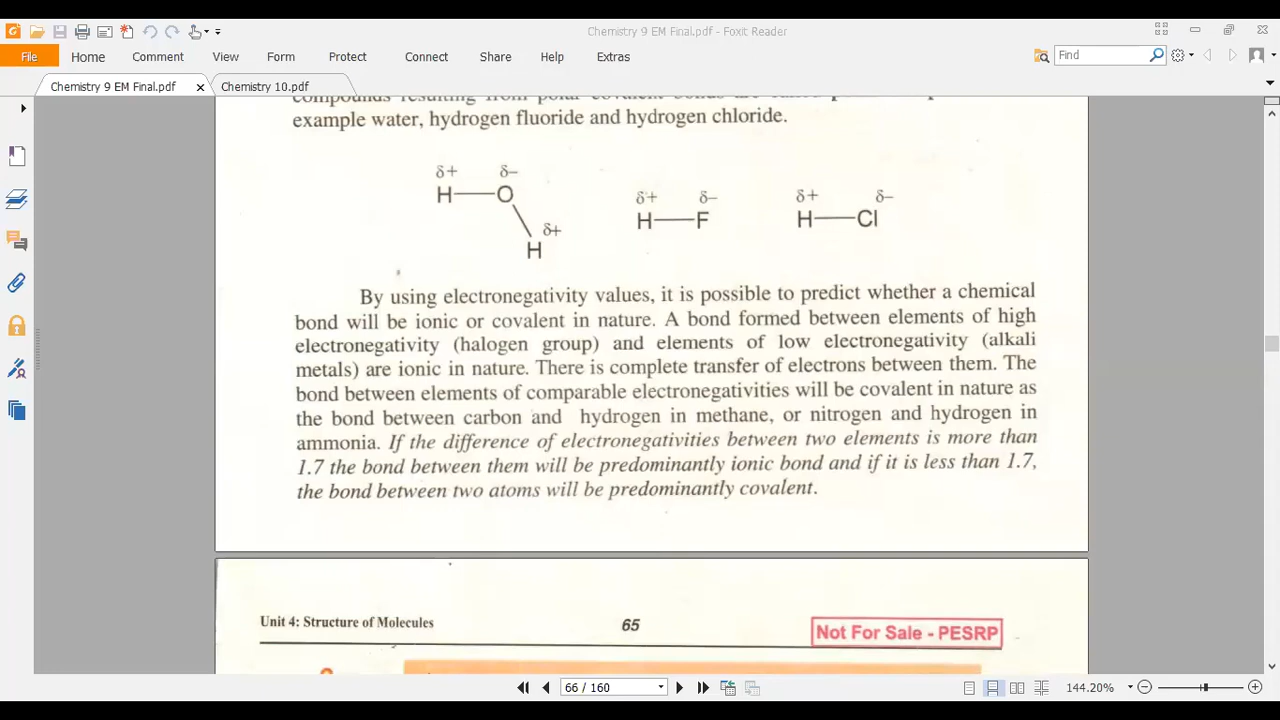 Chemistry 9 EM Final.pdf - Foxit Reader
File Home Comment View Form Protect Connect Share Help Extras Find
Chemistry 9 EM Final.pdf Chemistry 10.pdf
compounds resulting from polar covalent bonds are called
example water, hydrogen fluoride and hydrogen chloride.
δ+ δ–
H O
δ+
H
δ+ δ–
H F
δ+ δ–
H Cl
By using electronegativity values, it is possible to predict whether a chemical
bond will be ionic or covalent in nature. A bond formed between elements of high
electronegativity (halogen group) and elements of low electronegativity (alkali
metals) are ionic in nature. There is complete transfer of electrons between them. The
bond between elements of comparable electronegativities will be covalent in nature as
the bond between carbon and hydrogen in methane, or nitrogen and hydrogen in
ammonia. If the difference of electronegativities between two elements is more than
1.7 the bond between them will be predominantly ionic bond and if it is less than 1.7,
the bond between two atoms will be predominantly covalent.
Unit 4: Structure of Molecules 65 Not For Sale - PESRP
66 / 160 144.20%